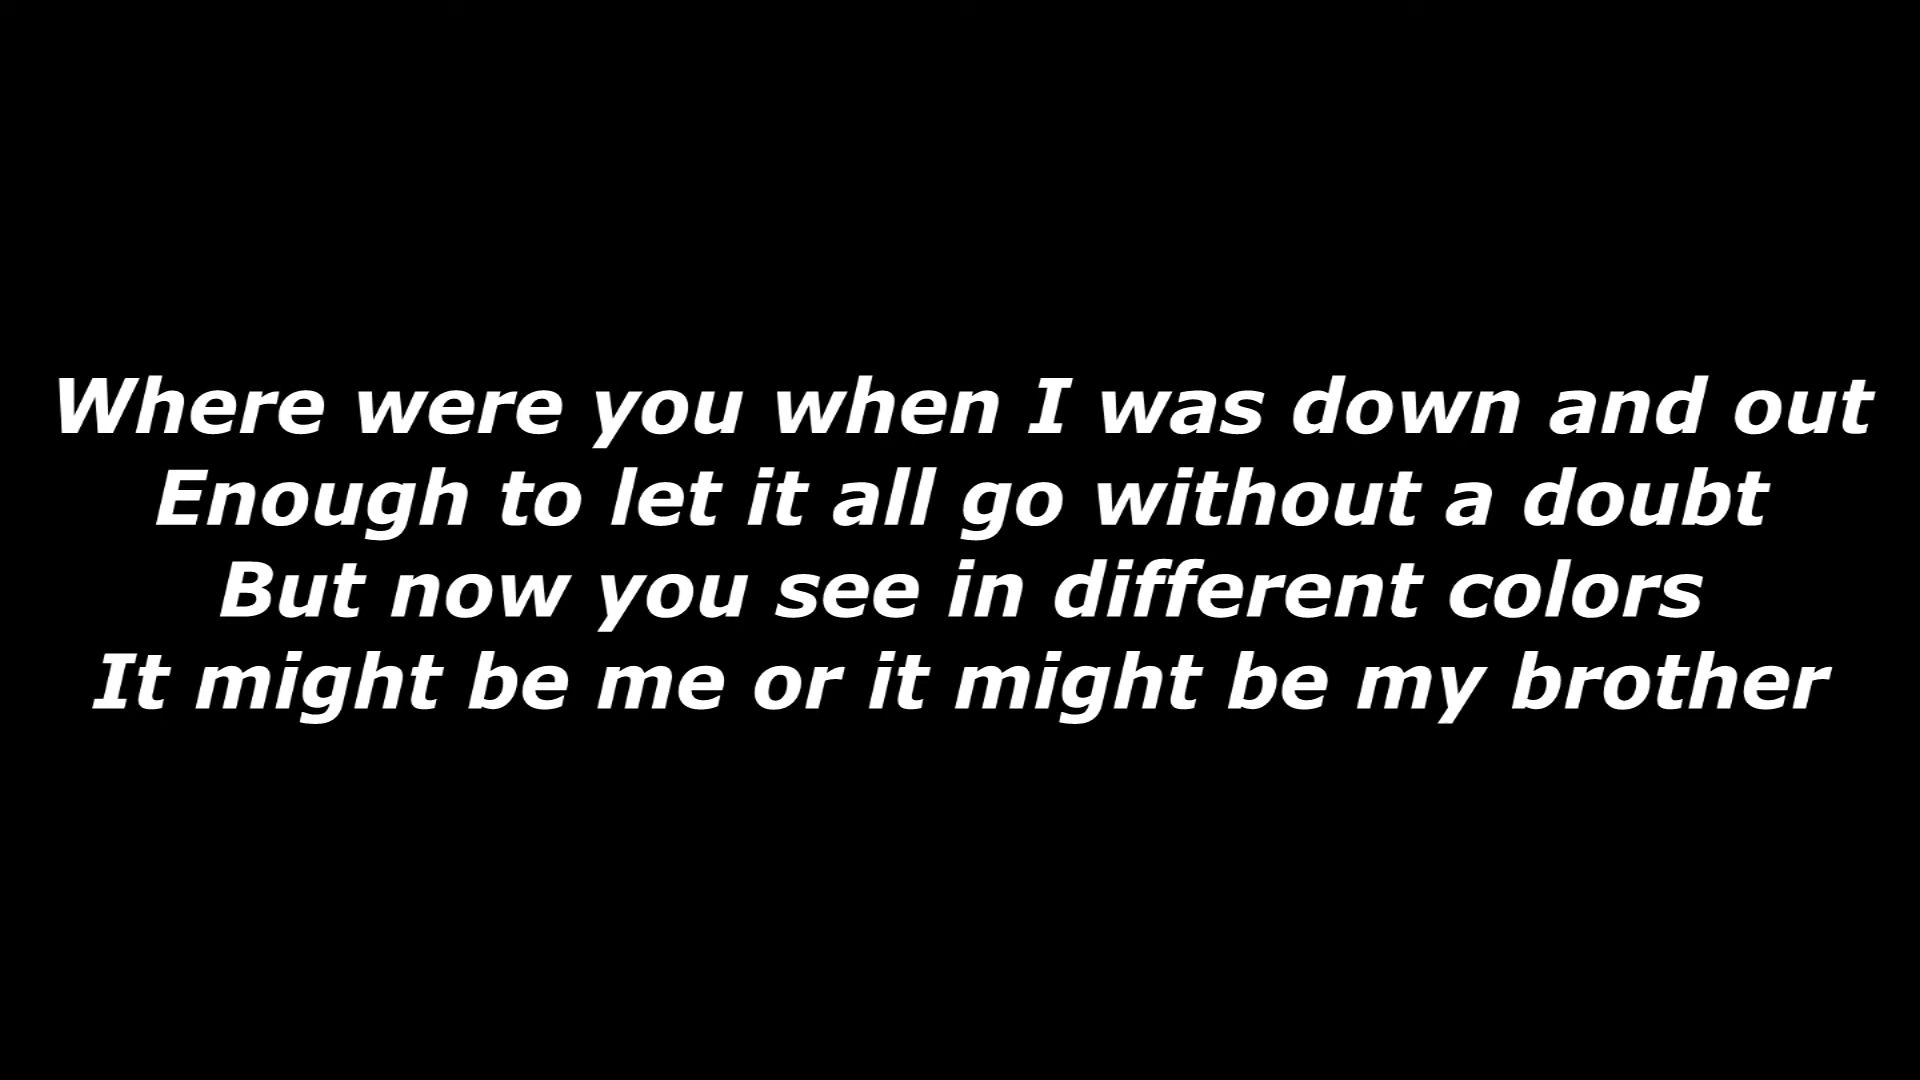 Where were you when I was down and out
Enough to let it all go without a doubt
But now you see in different colors
It might be me or it might be my brother